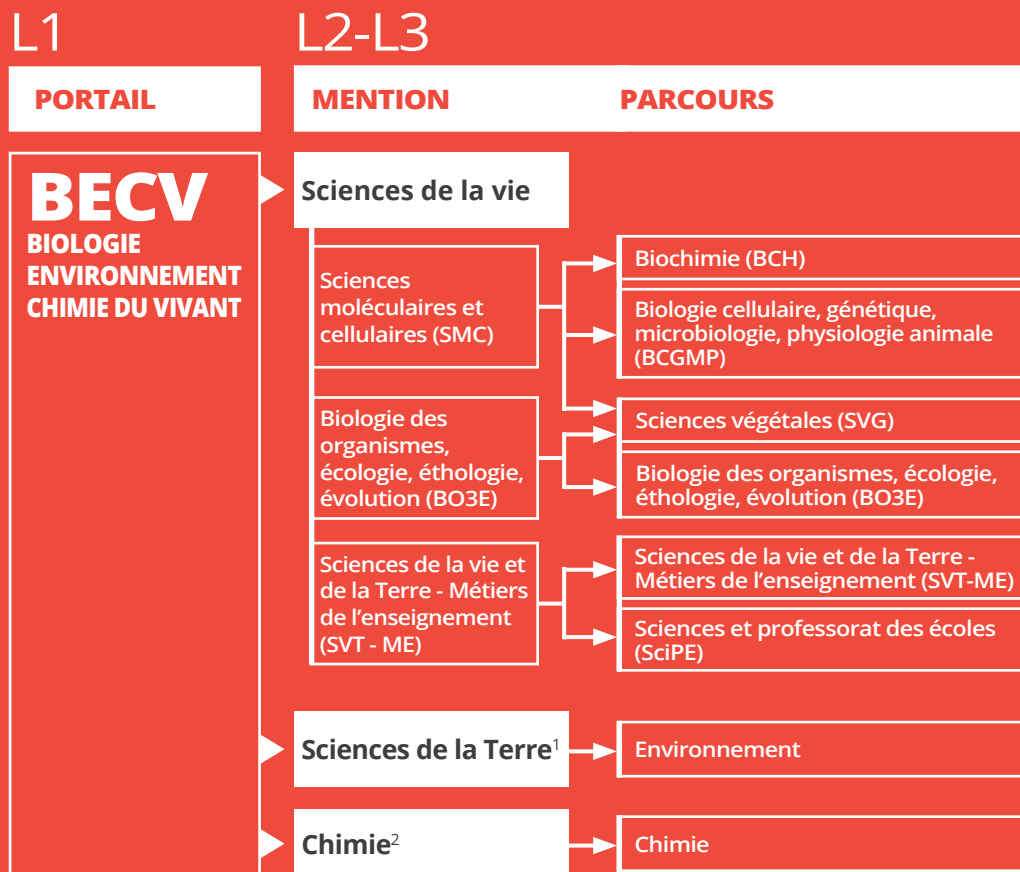 L1
L2-L3
PORTAIL
MENTION
PARCOURS
BECV
BIOLOGIE
ENVIRONNEMENT
CHIMIE DU VIVANT
Sciences de la vie
Sciences
moléculaires et
cellulaires (SMC)
Biochimie (BCH)
Biologie cellulaire, génétique,
microbiologie, physiologie animale
(BCGMP)
Biologie des
organismes,
écologie, éthologie,
évolution (BO3E)
Sciences végétales (SVG)
Biologie des organismes, écologie,
éthologie, évolution (BO3E)
Sciences de la vie et
de la Terre - Métiers
de l’enseignement
(SVT - ME)
Sciences de la vie et de la Terre -
Métiers de l’enseignement (SVT-ME)
Sciences et professorat des écoles
(SciPE)
Sciences de la Terre¹
Environnement
Chimie²
Chimie